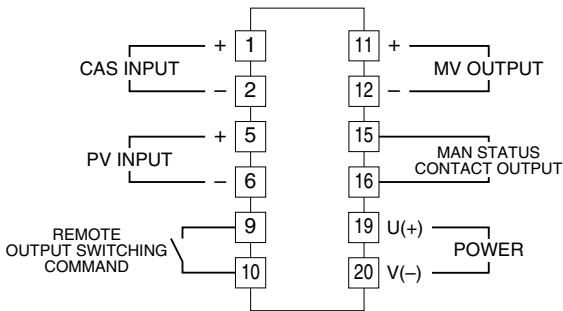 + 1
CAS INPUT
– 2
+ 5
PV INPUT
– 6
9
REMOTE
OUTPUT SWITCHING
COMMAND
10
11 +
MV OUTPUT
12 –
15
MAN STATUS
CONTACT OUTPUT
16
19 U(+)
POWER
20 V(–)